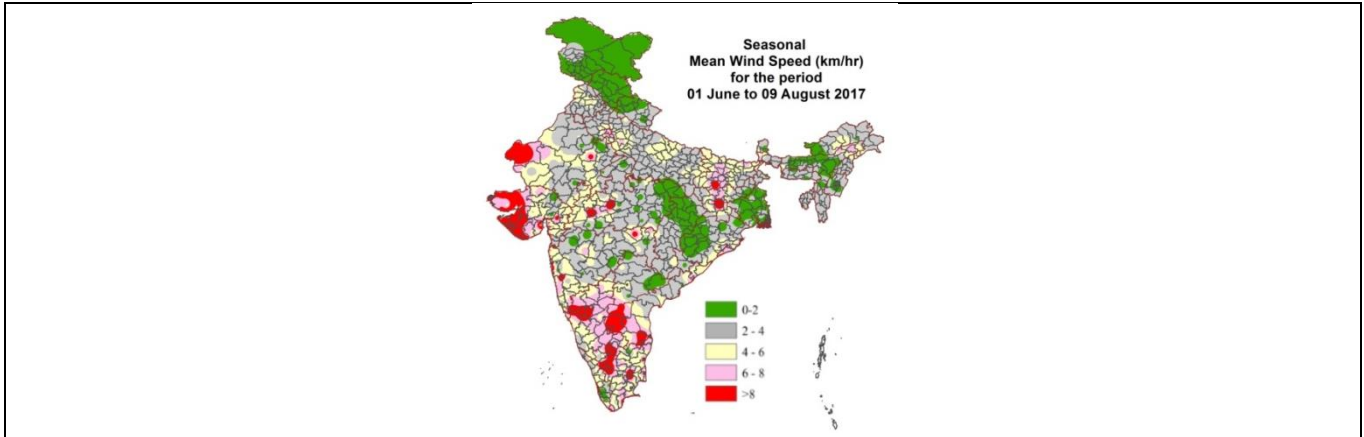 Seasonal
Mean Wind Speed (km/hr)
for the period
01 June to 09 August 2017
0-2
2 - 4
4 - 6
6 - 8
>8